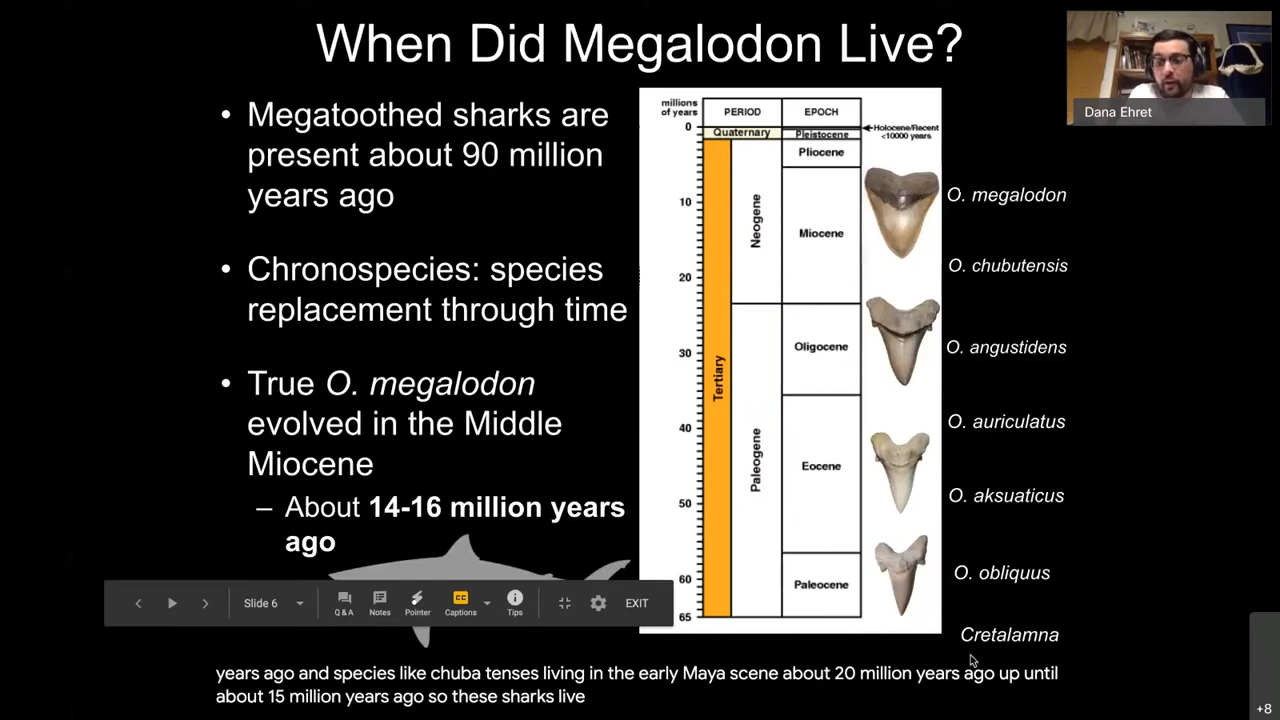 When Did Megalodon Live?
Dana Ehret
• Megatoothed sharks are
present about 90 million
years ago
• Chronospecies: species
replacement through time
• True O. megalodon
evolved in the Middle
Miocene
– About 14-16 million years
ago
millions
of years
PERIOD
EPOCH
0
10
20
30
40
50
60
65
Quaternary
Tertiary
Neogene
Paleogene
Pleistocene
Pliocene
Miocene
Oligocene
Eocene
Paleocene
Holocene/Recent
<10000 years
O. megalodon
O. chubutensis
O. angustidens
O. auriculatus
O. aksuaticus
O. obliquus
Cretalamna
Slide 6
Q & A
Notes
Pointer
CC
Captions
Tips
EXIT
years ago and species like chuba tenses living in the early Maya scene about 20 million years ago up until
about 15 million years ago so these sharks live
+8